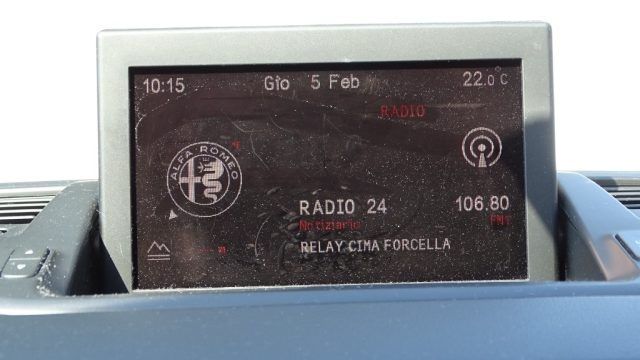 10:15 Gio 5 Feb 22.0°C
RADIO
ALFA ROMEO
RADIO 24 106.80
Notiziario FM1
RELAY CIMA FORCELLA
m